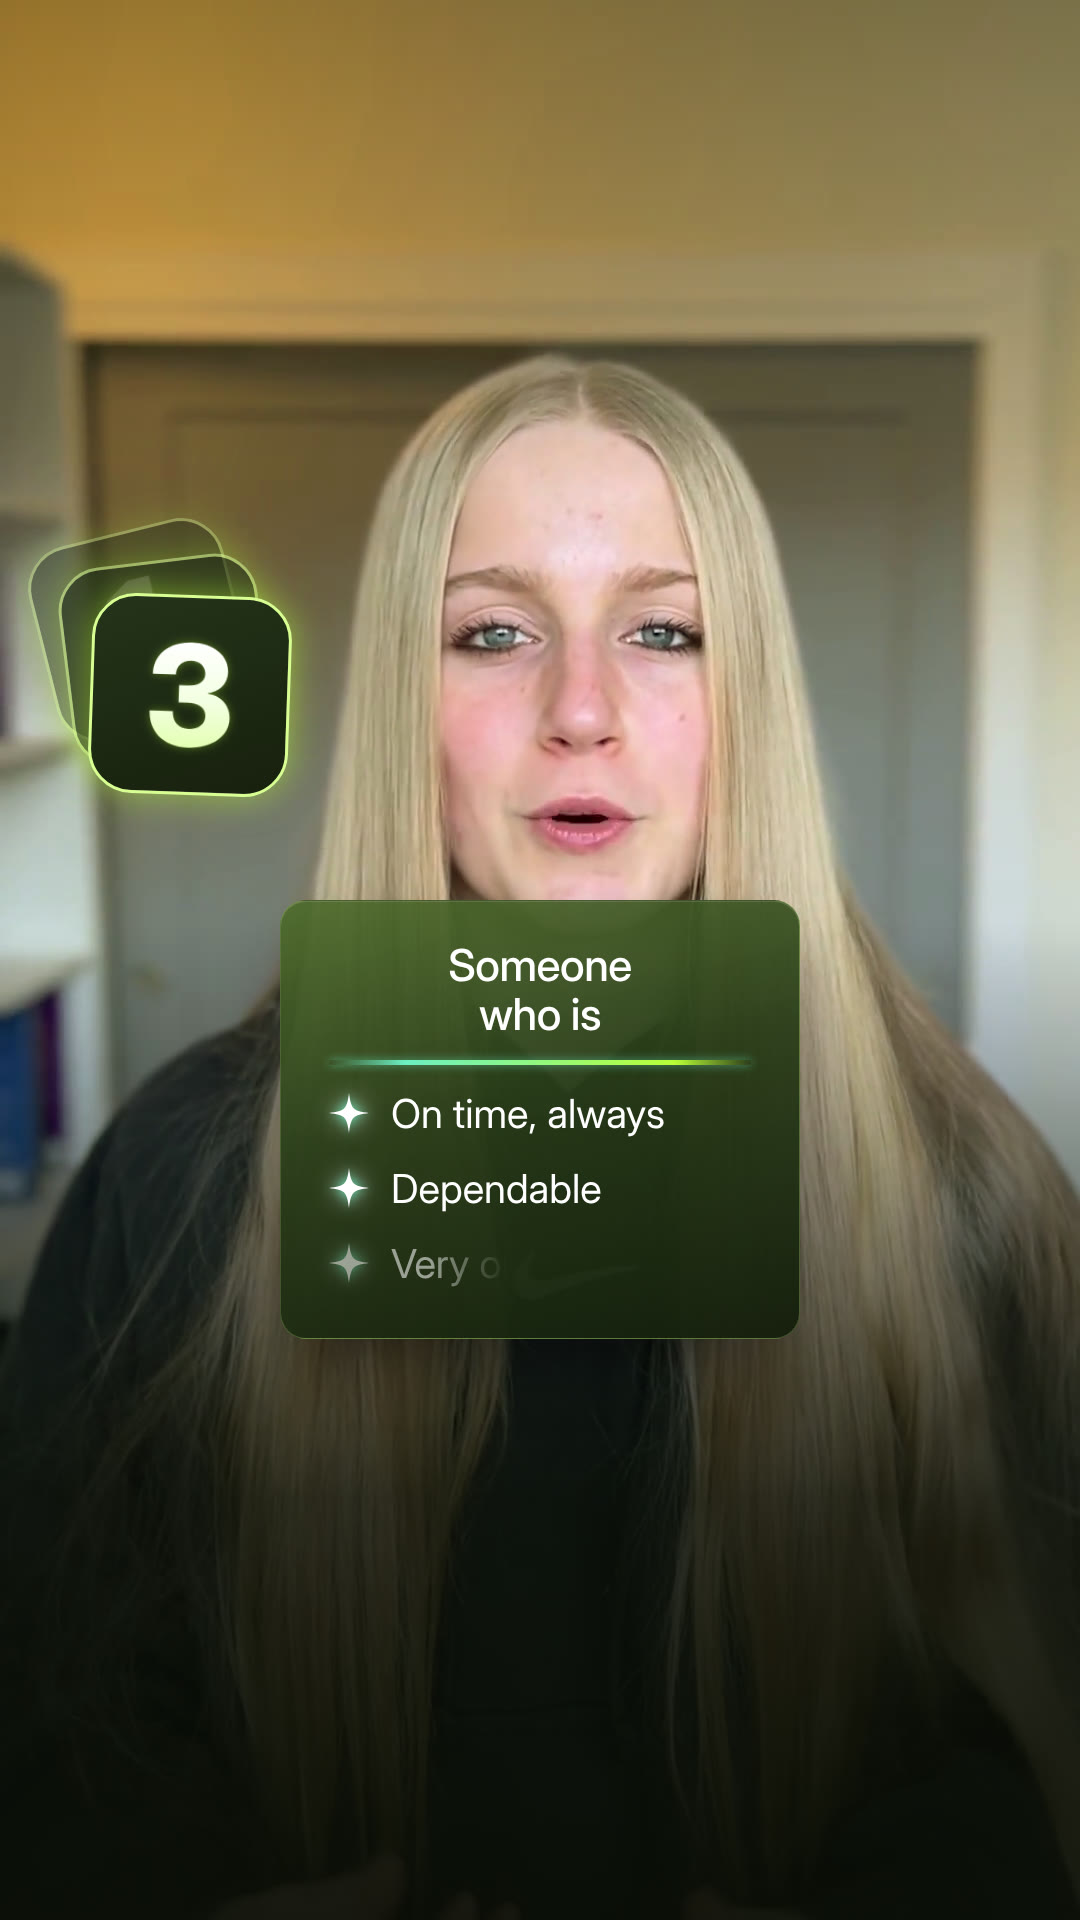 3
Someone
who is
On time, always
Dependable
Very o